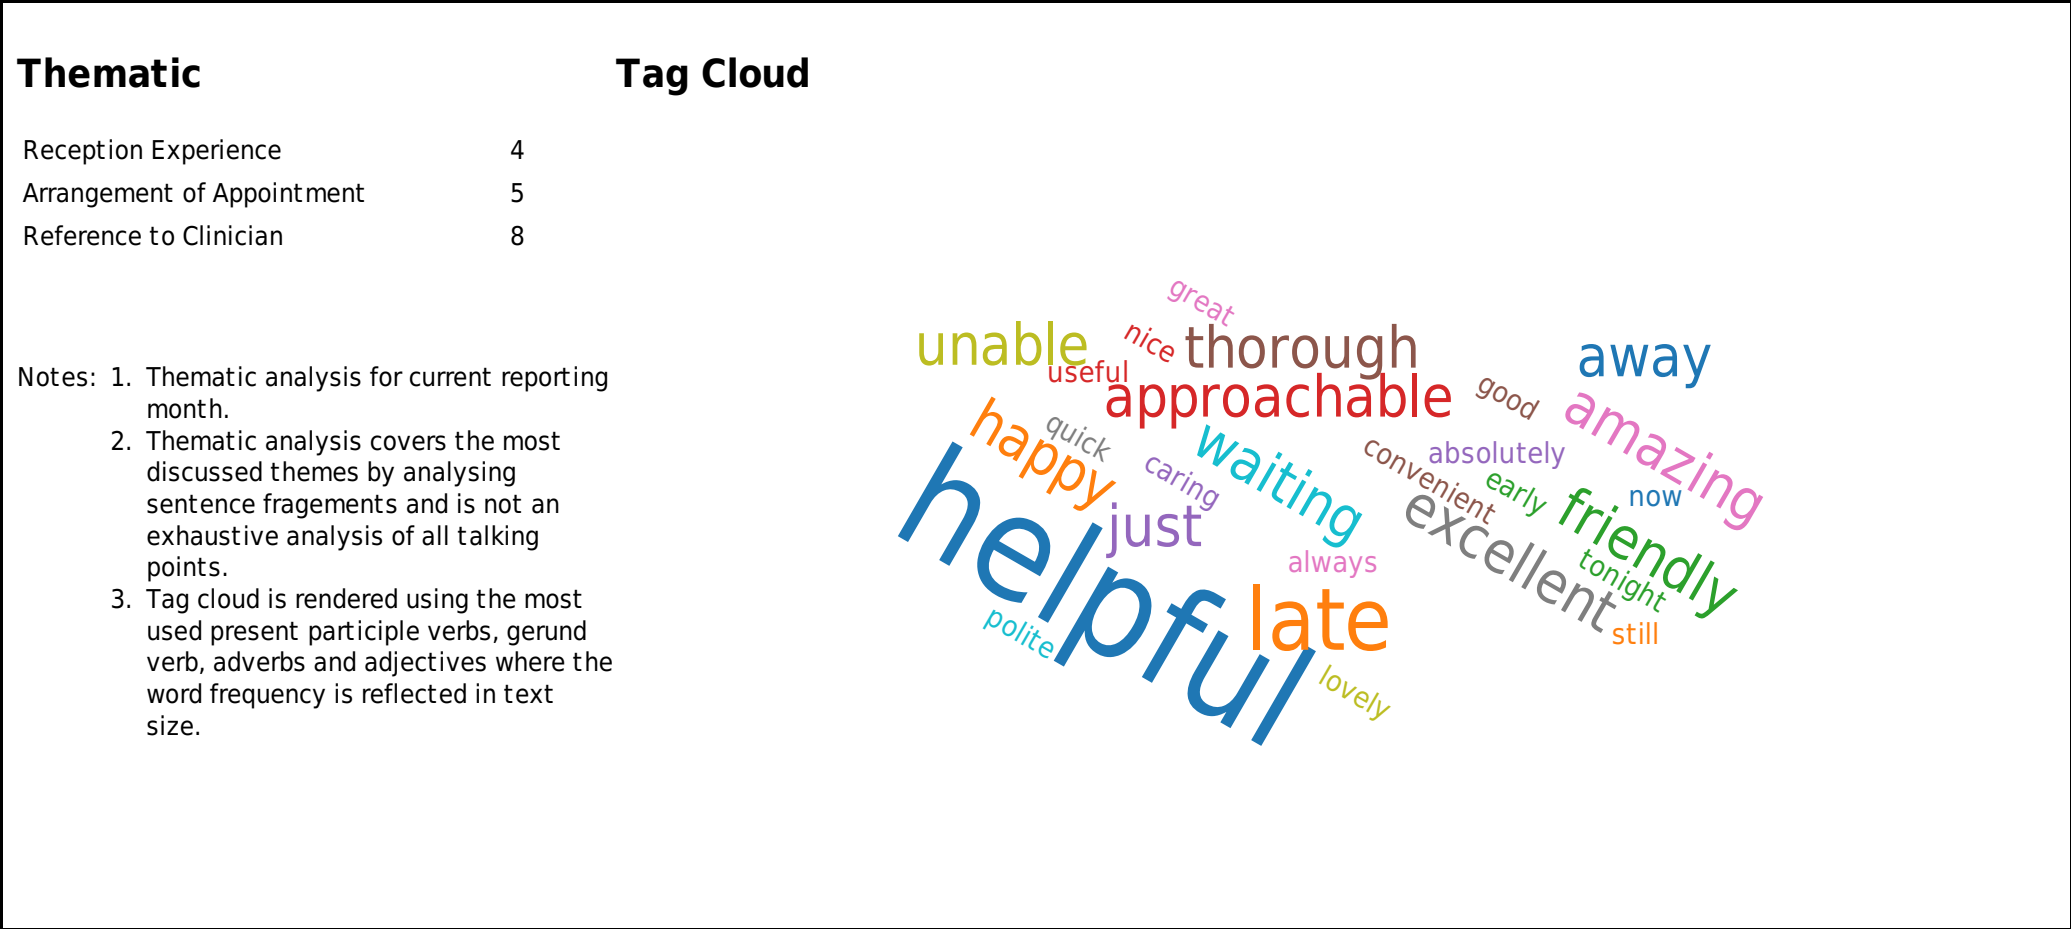 Thematic
Tag Cloud
Reception Experience 4
Arrangement of Appointment 5
Reference to Clinician 8
Notes: 1. Thematic analysis for current reporting
month.
2. Thematic analysis covers the most
discussed themes by analysing
sentence fragements and is not an
exhaustive analysis of all talking
points.
3. Tag cloud is rendered using the most
used present participle verbs, gerund
verb, adverbs and adjectives where the
word frequency is reflected in text
size.
great
unable
nice
thorough
away
useful
approachable
good
amazing
happy
quick
waiting
convenient
absolutely
caring
early
now
helpful
just
excellent
friendly
always
tonight
polite
late
still
lovely